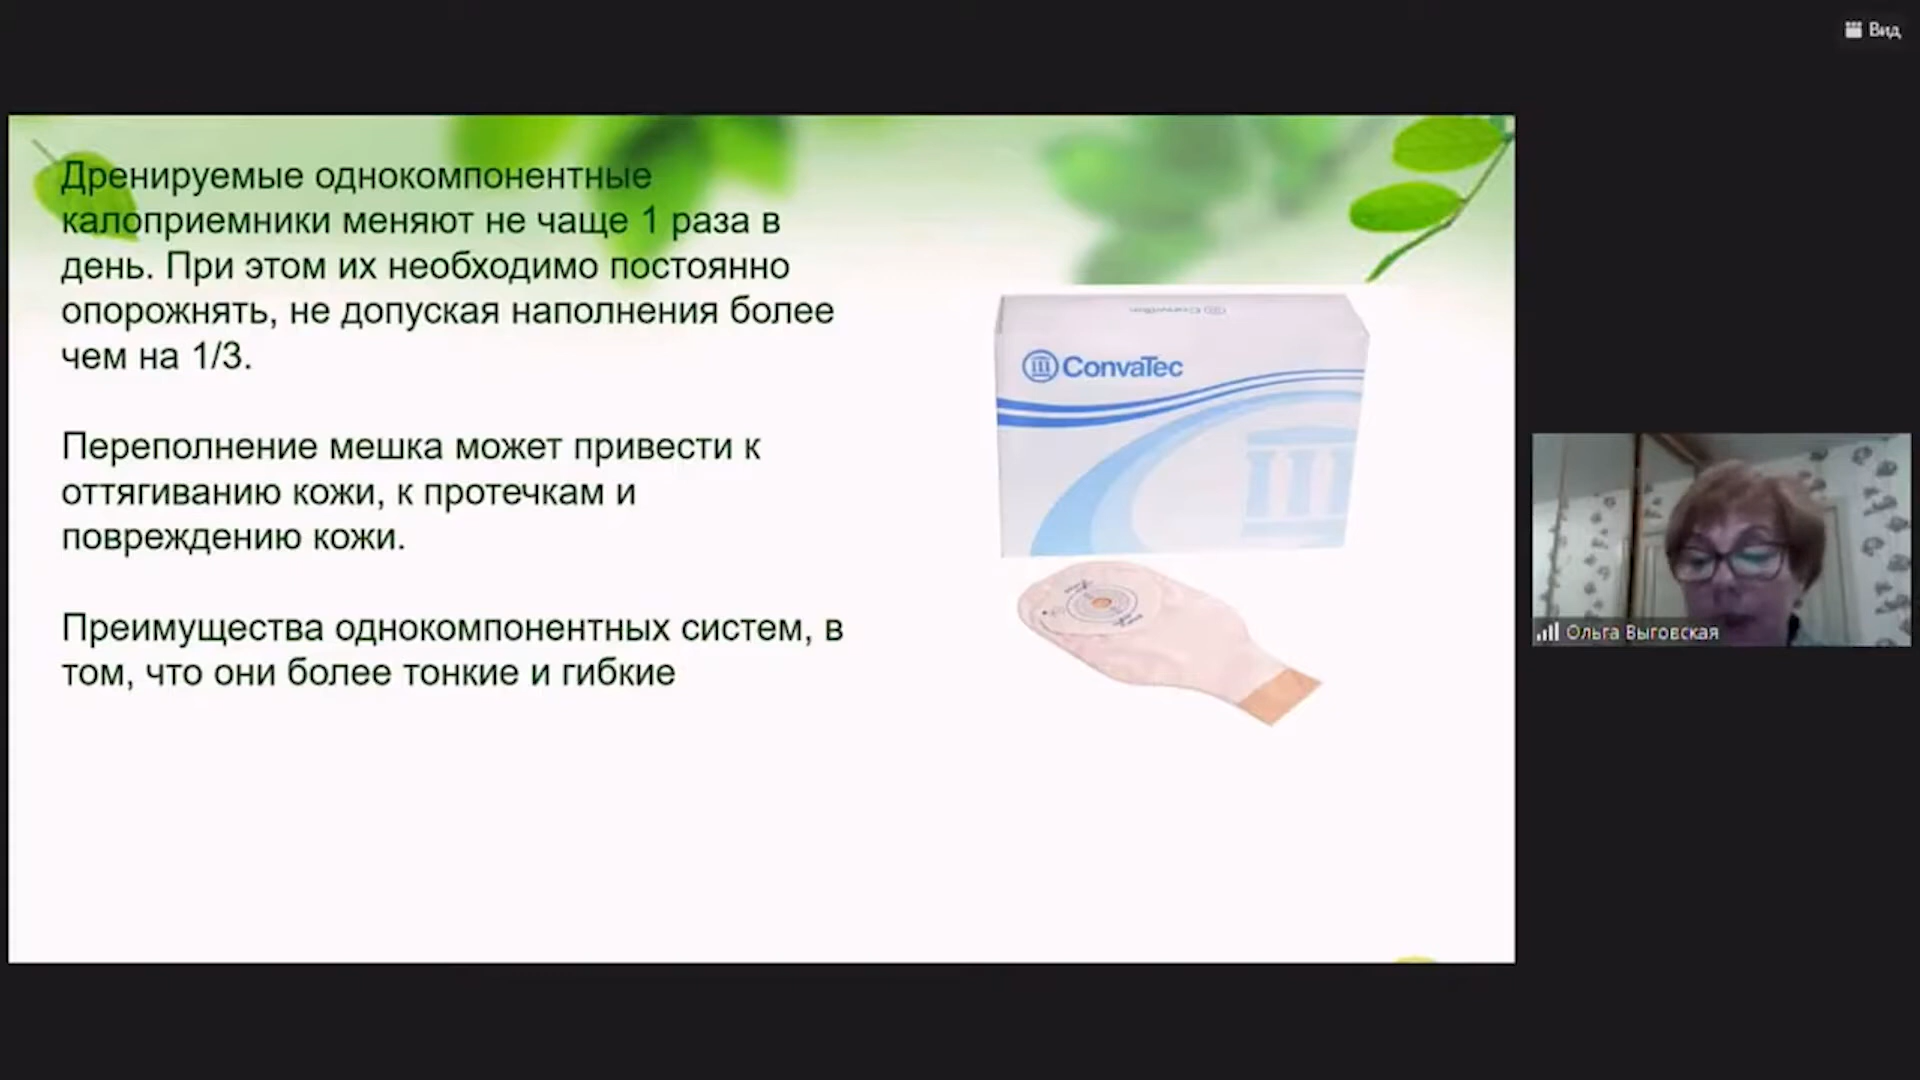 Вид
Дренируемые однокомпонентные
калоприемники меняют не чаще 1 раза в
день. При этом их необходимо постоянно
опорожнять, не допуская наполнения более
чем на 1/3.
Переполнение мешка может привести к
оттягиванию кожи, к протечкам и
повреждению кожи.
Преимущества однокомпонентных систем, в
том, что они более тонкие и гибкие
ConvaTec
Ольга Выговская